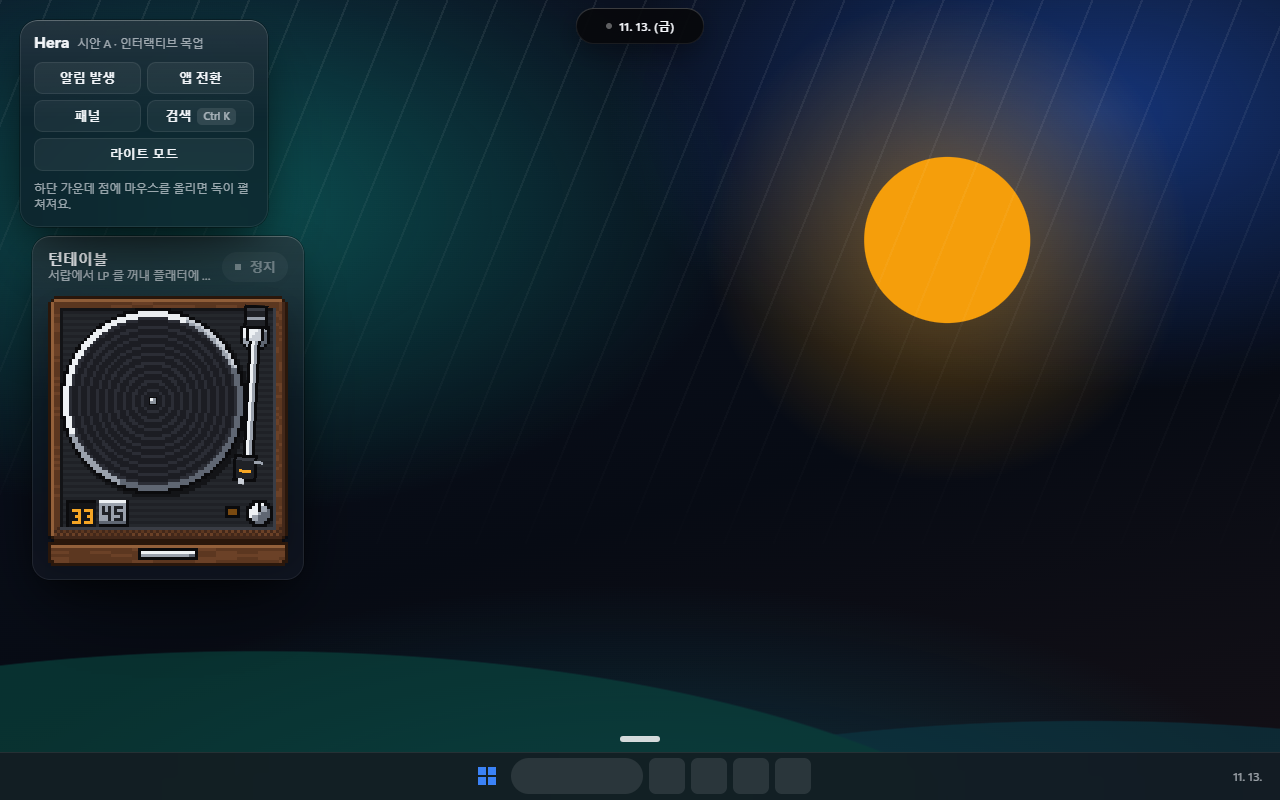 11. 13. (금)
Hera 시안 A · 인터랙티브 목업
알림 발생
앱 전환
패널
검색 Ctrl K
라이트 모드
하단 가운데 점에 마우스를 올리면 독이 펼
쳐져요.
턴테이블
서랍에서 LP 를 꺼내 플래터에 ...
정지
33
45
11. 13.